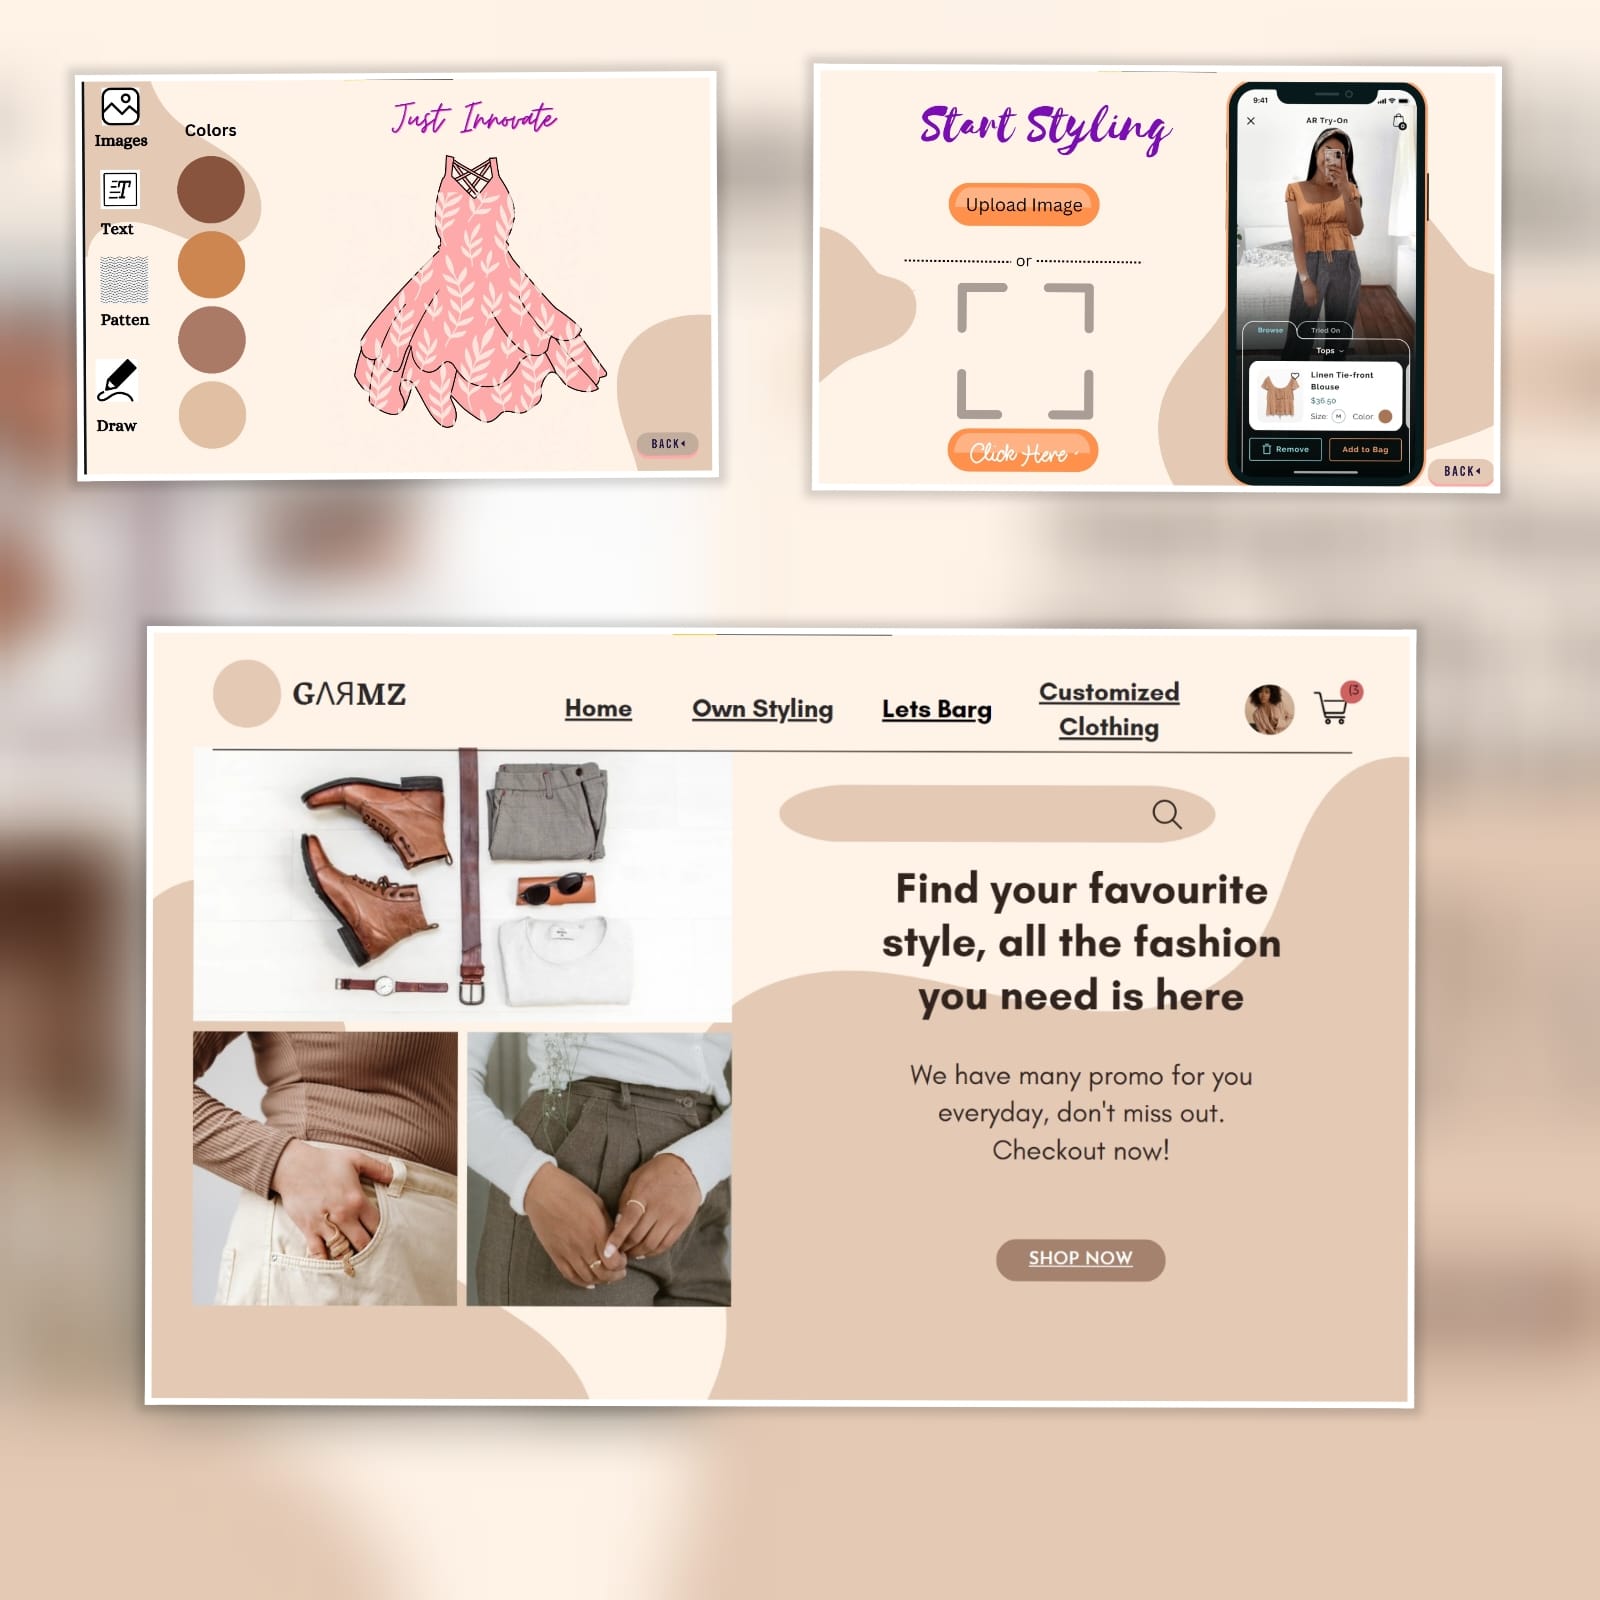 Just Innovate
Images
Colors
Text
Patten
Draw
BACK
Start Styling
Upload Image
or
Click Here
BACK
9:41
AR Try-On
Browse
Tried On
Tops
Linen Tie-front
Blouse
$36.50
Size: M Color
Remove
Add to Bag
GΛЯMZ
Home
Own Styling
Lets Barg
Customized
Clothing
(3
Find your favourite
style, all the fashion
you need is here
We have many promo for you
everyday, don't miss out.
Checkout now!
SHOP NOW